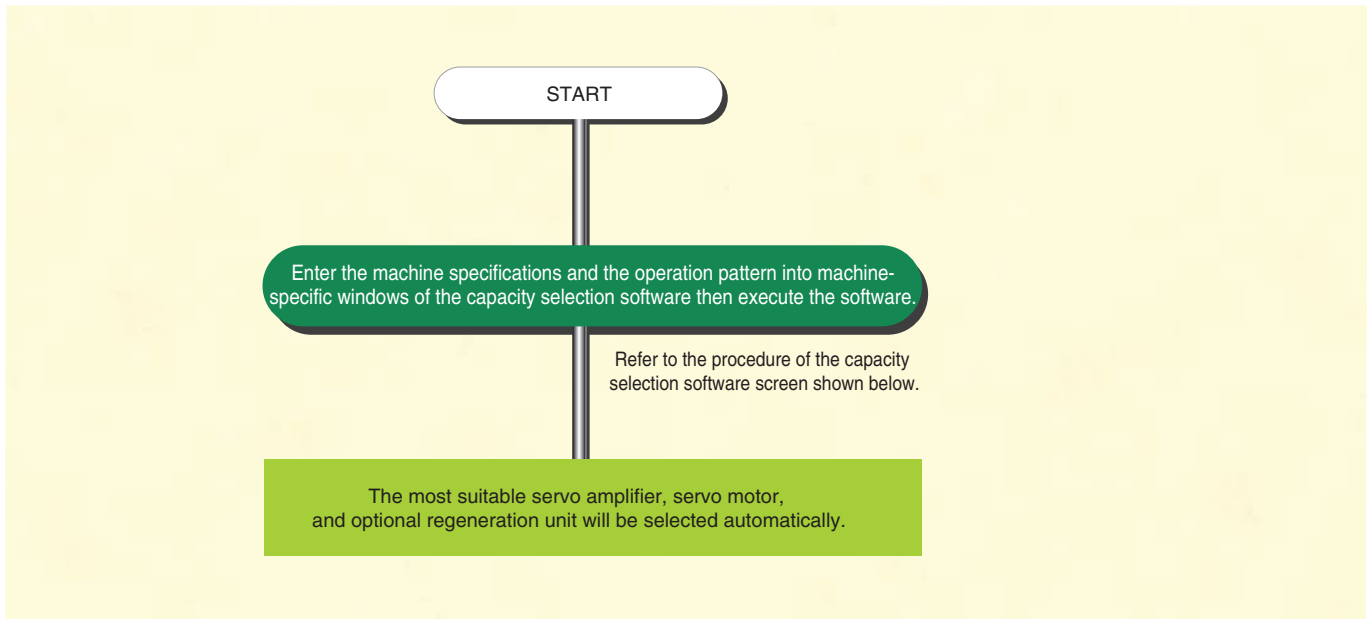 START
Enter the machine specifications and the operation pattern into machine-
specific windows of the capacity selection software then execute the software.
Refer to the procedure of the capacity
selection software screen shown below.
The most suitable servo amplifier, servo motor,
and optional regeneration unit will be selected automatically.